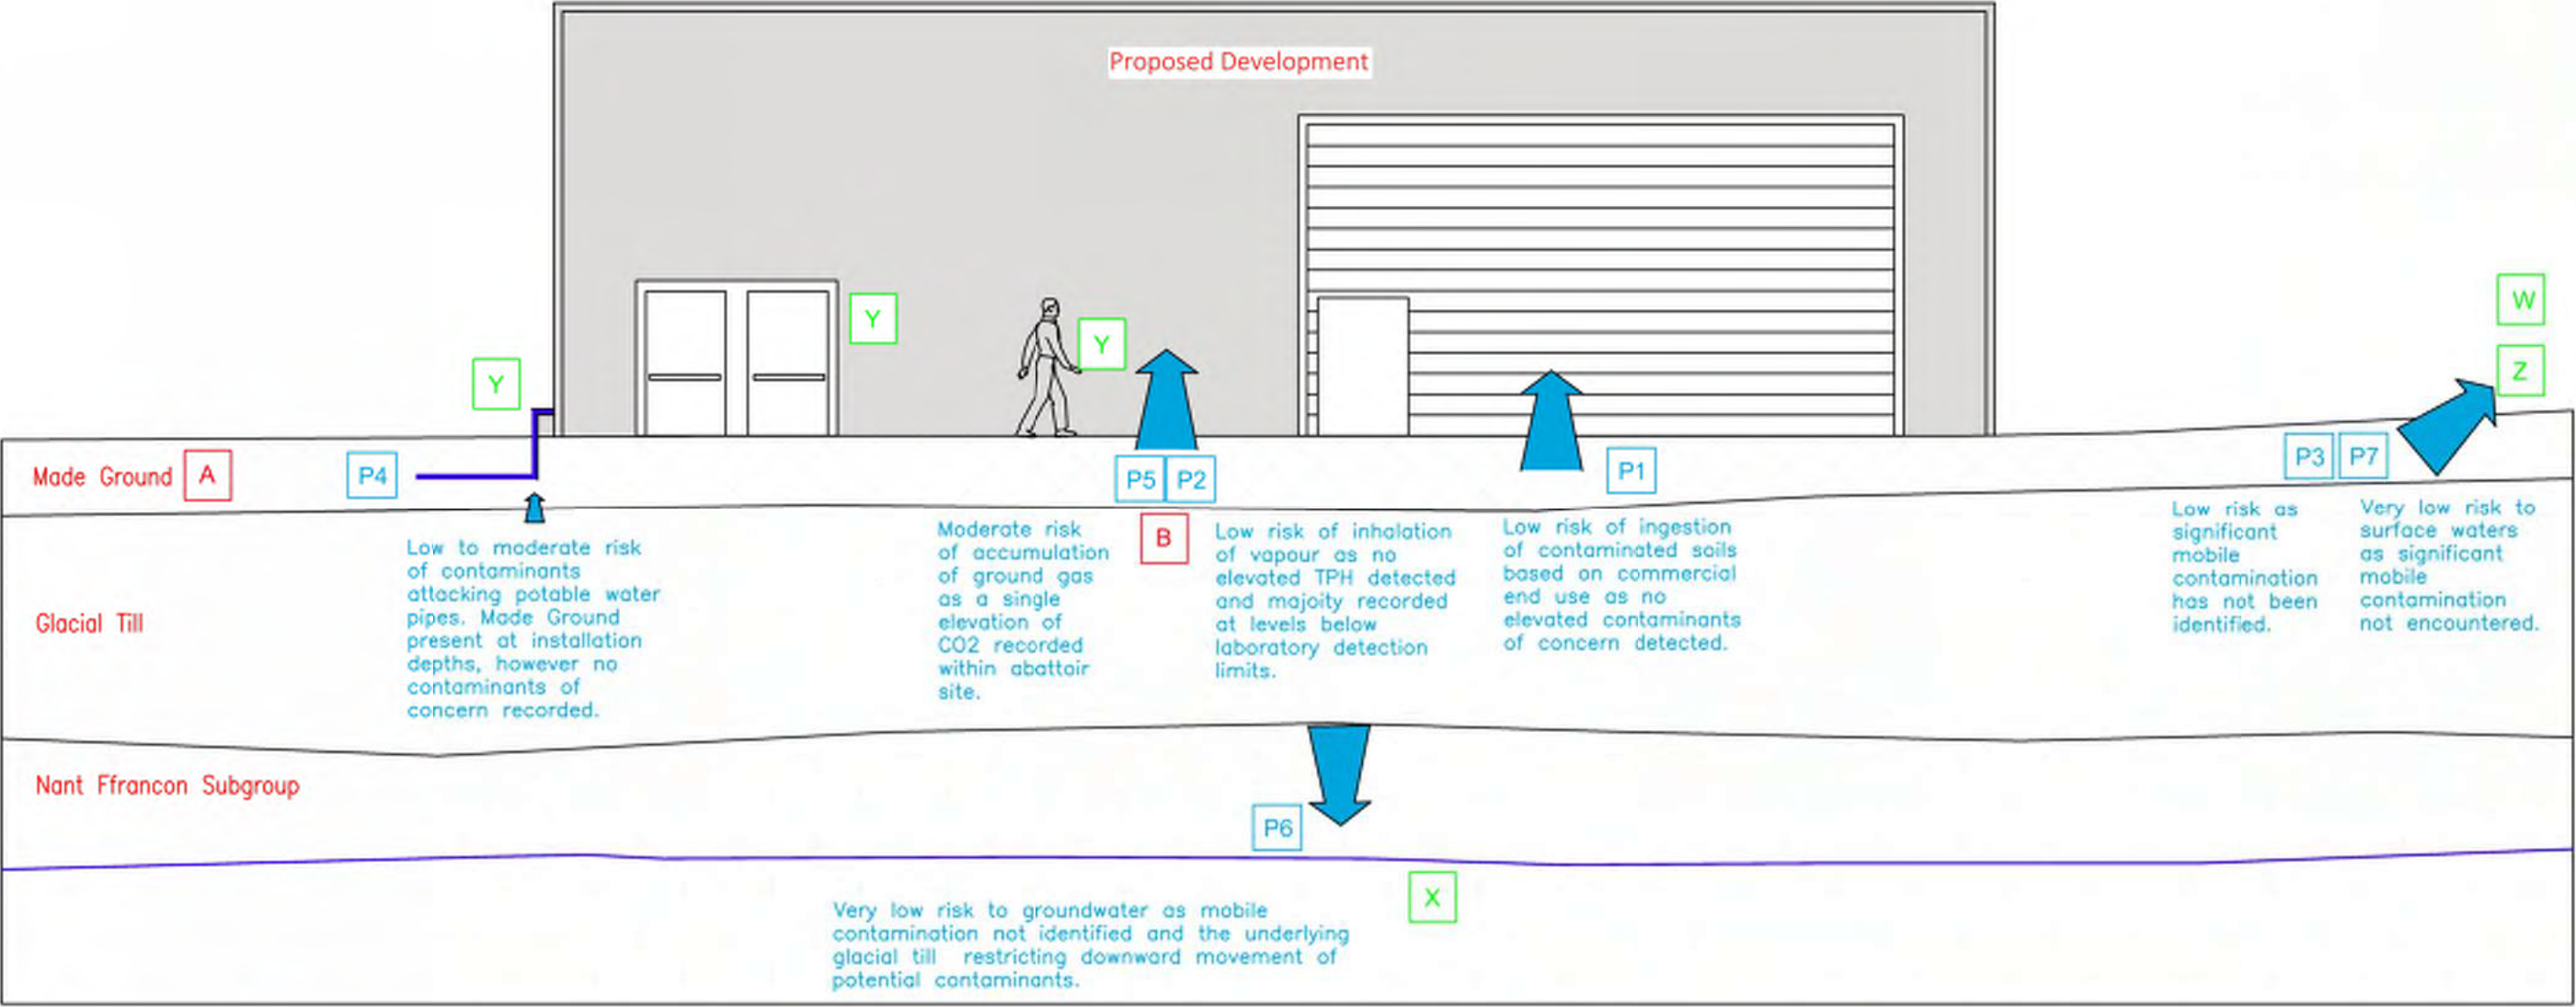 Proposed Development
W
Y
Y
Z
Y
Made Ground A
P4
P5 P2
P1
P3 P7
B
Low to moderate risk
of contaminants
attacking potable water
pipes. Made Ground
present at installation
depths, however no
contaminants of
concern recorded.
Moderate risk
of accumulation
of ground gas
as a single
elevation of
CO2 recorded
within abattoir
site.
Low risk of inhalation
of vapour as no
elevated TPH detected
and majoity recorded
at levels below
laboratory detection
limits.
Low risk of ingestion
of contaminated soils
based on commercial
end use as no
elevated contaminants
of concern detected.
Low risk as
significant
mobile
contamination
has not been
identified.
Very low risk to
surface waters
as significant
mobile
contamination
not encountered.
Glacial Till
Nant Ffrancon Subgroup
P6
X
Very low risk to groundwater as mobile
contamination not identified and the underlying
glacial till restricting downward movement of
potential contaminants.